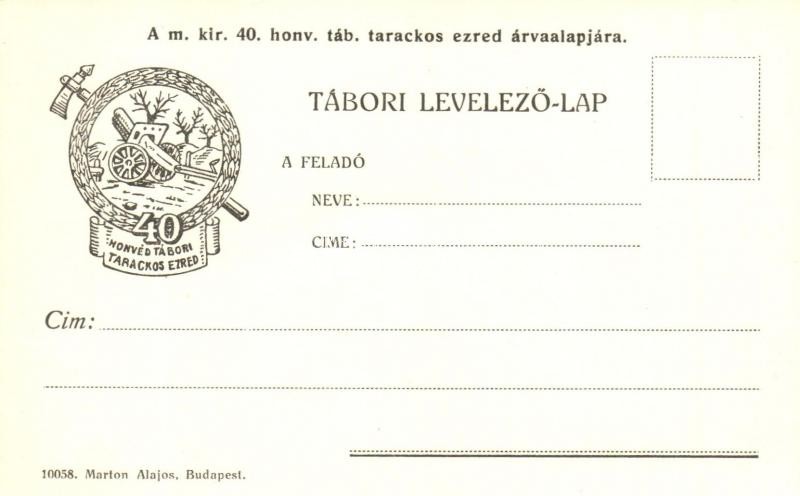 A m. kir. 40. honv. táb. tarackos ezred árvaalapjára.
TÁBORI LEVELEZŐ-LAP
A FELADÓ
NEVE:
CIME:
40
HONVÉD TÁBORI
TARACKOS EZRED
Cim:
10058. Marton Alajos, Budapest.